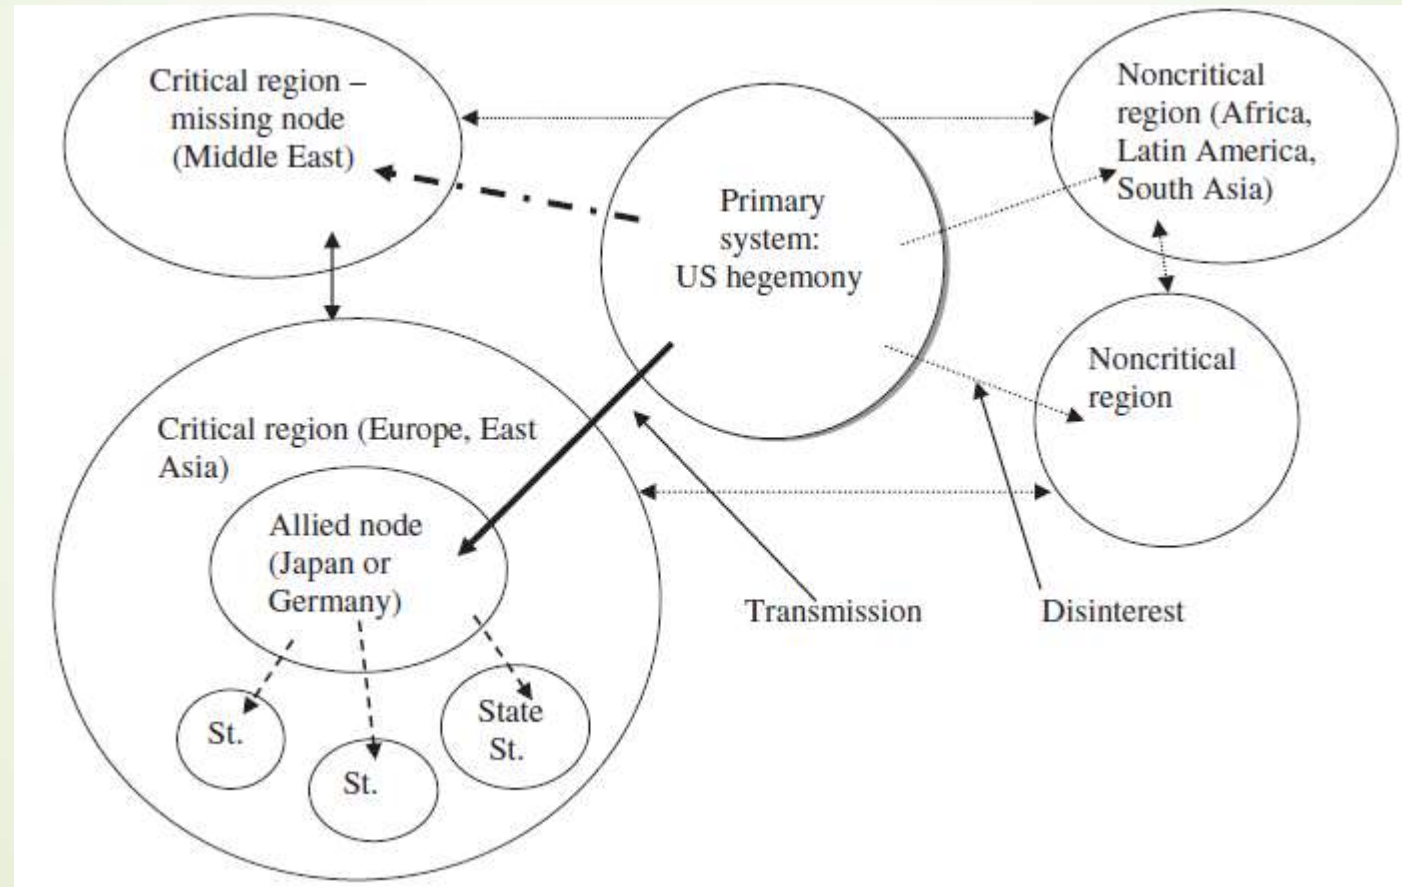 Critical region –
missing node
(Middle East)
Primary
system:
US hegemony
Noncritical
region (Africa,
Latin America,
South Asia)
Noncritical
region
Critical region (Europe, East
Asia)
Allied node
(Japan or
Germany)
St.
St.
State
St.
Transmission
Disinterest